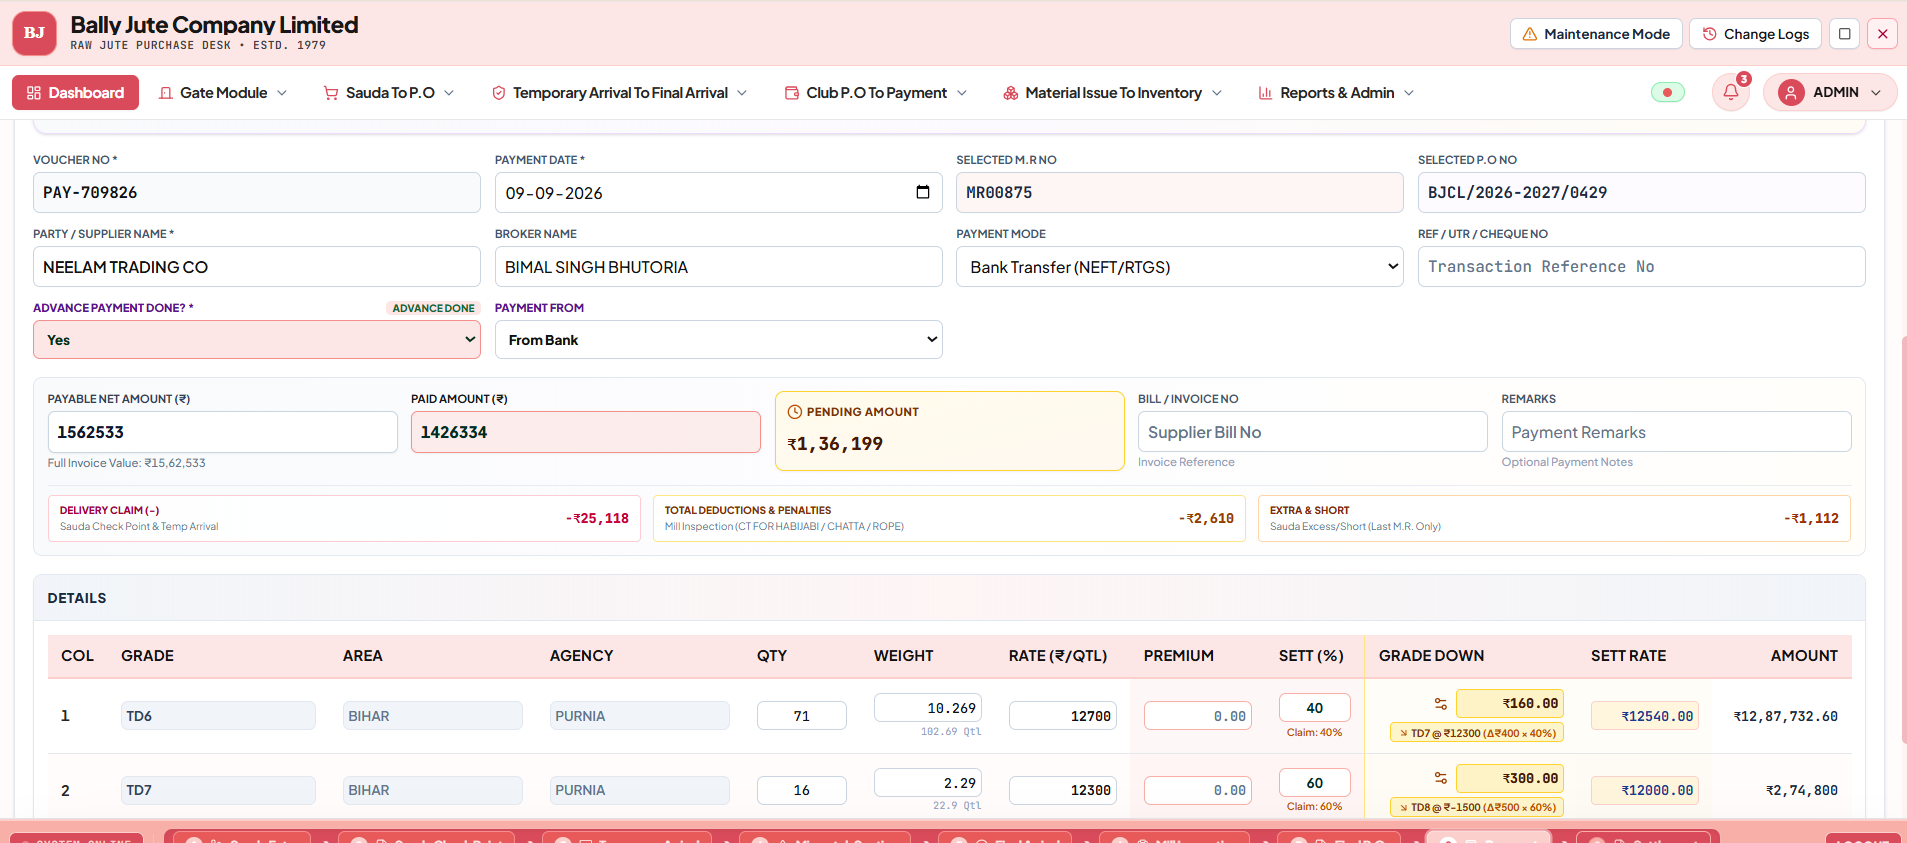 BJ
Bally Jute Company Limited
RAW JUTE PURCHASE DESK • ESTD. 1979
Maintenance Mode
Change Logs
Dashboard
Gate Module
Sauda To P.O
Temporary Arrival To Final Arrival
Club P.O To Payment
Material Issue To Inventory
Reports & Admin
3
ADMIN
VOUCHER NO *
PAYMENT DATE *
SELECTED M.R NO
SELECTED P.O NO
PAY-709826
09-09-2026
MR00875
BJCL/2026-2027/0429
PARTY / SUPPLIER NAME *
BROKER NAME
PAYMENT MODE
REF / UTR / CHEQUE NO
NEELAM TRADING CO
BIMAL SINGH BHUTORIA
Bank Transfer (NEFT/RTGS)
Transaction Reference No
ADVANCE PAYMENT DONE? *
ADVANCE DONE
PAYMENT FROM
Yes
From Bank
PAYABLE NET AMOUNT (₹)
PAID AMOUNT (₹)
PENDING AMOUNT
BILL / INVOICE NO
REMARKS
1562533
1426334
₹1,36,199
Supplier Bill No
Payment Remarks
Full Invoice Value: ₹15,62,533
Invoice Reference
Optional Payment Notes
DELIVERY CLAIM (-)
Sauda Check Point & Temp Arrival
-₹25,118
TOTAL DEDUCTIONS & PENALTIES
Mill Inspection (CT FOR HABIJABI / CHATTA / ROPE)
-₹2,610
EXTRA & SHORT
Sauda Excess/Short (Last M.R. Only)
-₹1,112
DETAILS
COL GRADE AREA AGENCY QTY WEIGHT RATE (₹/QTL) PREMIUM SETT (%) GRADE DOWN SETT RATE AMOUNT
1 TD6 BIHAR PURNIA 71 10.269 12700 0.00 40 ₹160.00 ₹12540.00 ₹12,87,732.60
102.69 Qtl
Claim: 40%
TD7 @ ₹12300 (Δ₹400 × 40%)
2 TD7 BIHAR PURNIA 16 2.29 12300 0.00 60 ₹300.00 ₹12000.00 ₹2,74,800
22.9 Qtl
Claim: 60%
TD8 @ ₹-1500 (Δ₹500 × 60%)